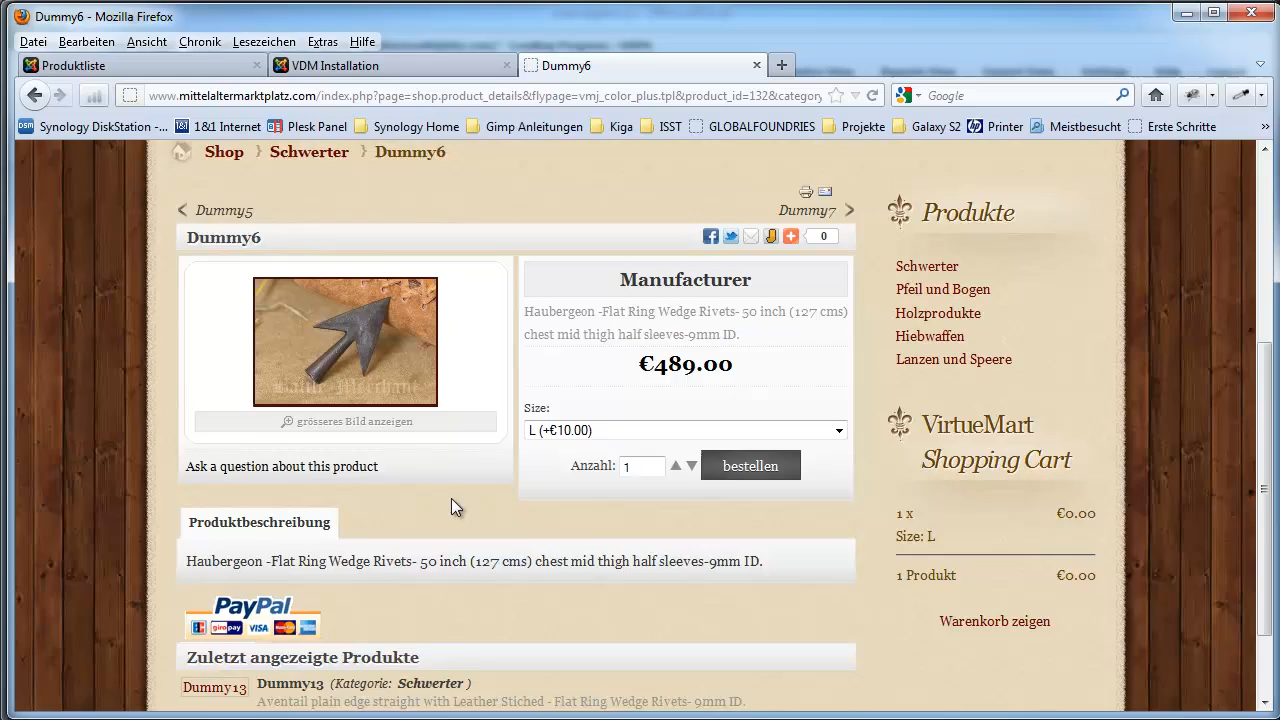 Dummy6 - Mozilla Firefox
Datei Bearbeiten Ansicht Chronik Lesezeichen Extras Hilfe
Produktliste VDM Installation Dummy6
www.mittelaltermarktplatz.com/index.php?page=shop.product_details&flypage=vmj_color_plus.tpl&product_id=132&category_ Google
Synology DiskStation -... 1&1 Internet Plesk Panel Synology Home Gimp Anleitungen Kiga ISST GLOBALFOUNDRIES Projekte Galaxy S2 Printer Meistbesucht Erste Schritte
Shop Schwerter Dummy6
Dummy5 Dummy7
Dummy6 0
Battle-Merchant
grösseres Bild anzeigen
Ask a question about this product
Manufacturer
Haubergeon -Flat Ring Wedge Rivets- 50 inch (127 cms)
chest mid thigh half sleeves-9mm ID.
€489.00
Size:
L (+€10.00)
Anzahl: 1 bestellen
Produktbeschreibung
Haubergeon -Flat Ring Wedge Rivets- 50 inch (127 cms) chest mid thigh half sleeves-9mm ID.
PayPal
giropay VISA
Zuletzt angezeigte Produkte
Dummy13 Dummy13 (Kategorie: Schwerter )
Aventail plain edge straight with Leather Stiched - Flat Ring Wedge Rivets- 9mm ID.
Produkte
Schwerter
Pfeil und Bogen
Holzprodukte
Hiebwaffen
Lanzen und Speere
VirtueMart
Shopping Cart
1 x €0.00
Size: L
1 Produkt €0.00
Warenkorb zeigen